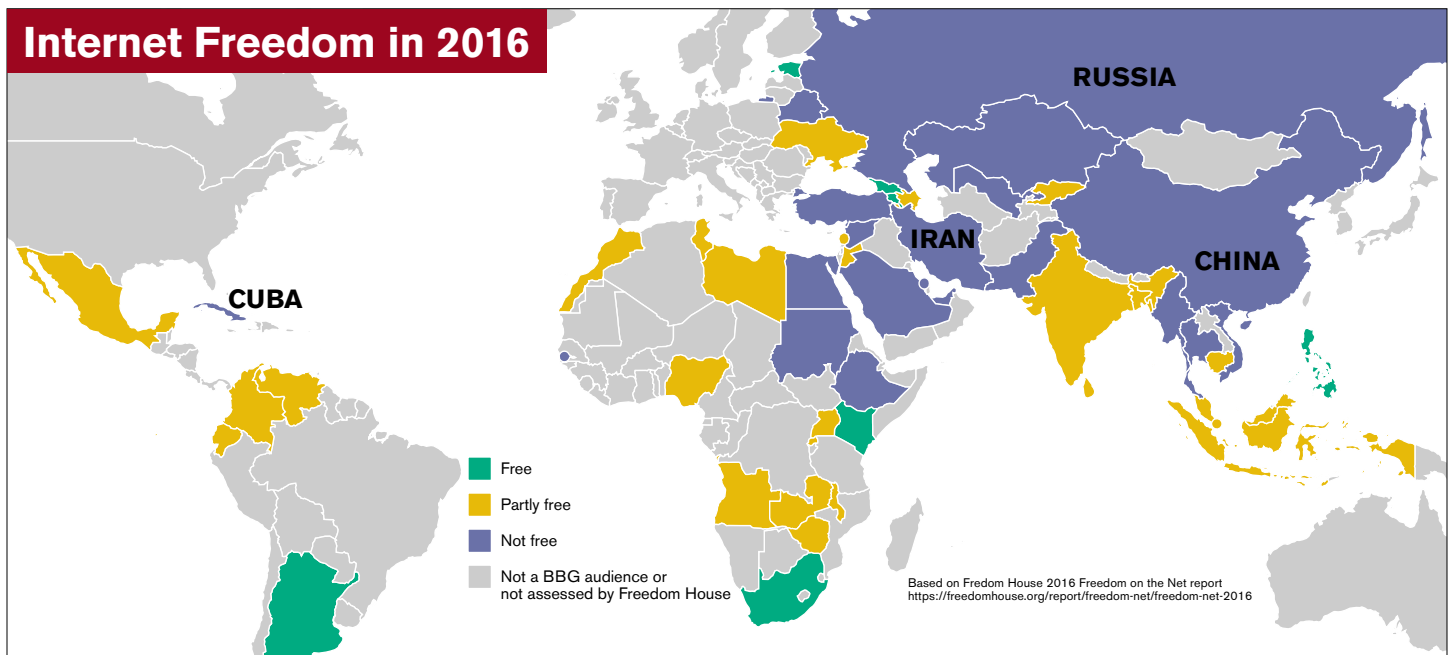 Internet Freedom in 2016
RUSSIA
IRAN
CHINA
CUBA
Free
Partly free
Not free
Not a BBG audience or
not assessed by Freedom House
Based on Fredom House 2016 Freedom on the Net report
https://freedomhouse.org/report/freedom-net/freedom-net-2016